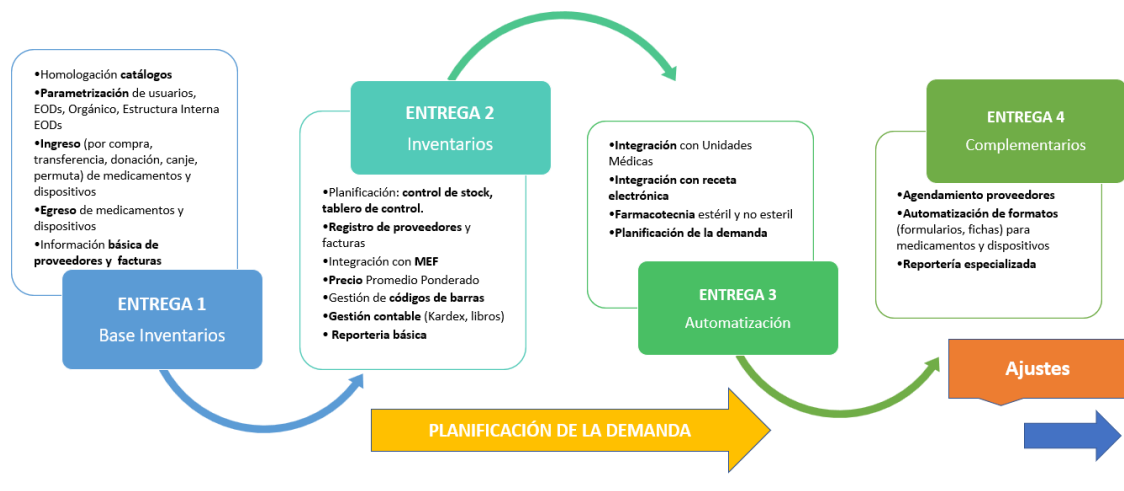 •Homologación catálogos
•Parametrización de usuarios,
EODs, Orgánico, Estructura Interna
EODs
•Ingreso (por compra,
transferencia, donación, canje,
permuta) de medicamentos y
dispositivos
•Egreso de medicamentos y
dispositivos
•Información básica de
proveedores y facturas
ENTREGA 1
Base Inventarios
ENTREGA 2
Inventarios
•Planificación: control de stock,
tablero de control.
•Registro de proveedores y
facturas
•Integración con MEF
•Precio Promedio Ponderado
•Gestión de códigos de barras
•Gestión contable (Kardex, libros)
• Reporteria básica
•Integración con Unidades
Médicas
•Integración con receta
electrónica
•Farmacotecnia estéril y no esteril
•Planificación de la demanda
ENTREGA 3
Automatización
ENTREGA 4
Complementarios
•Agendamiento proveedores
•Automatización de formatos
(formularios, fichas) para
medicamentos y dispositivos
•Reportería especializada
Ajustes
PLANIFICACIÓN DE LA DEMANDA